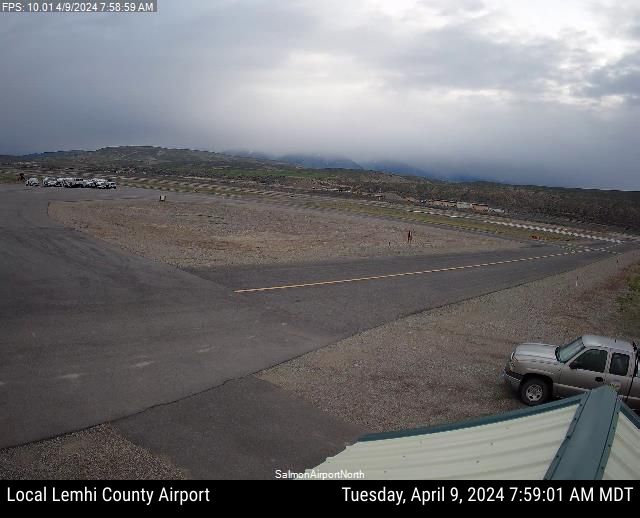 FPS: 10.01 4/9/2024 7:58:59 AM
SalmonAirportNorth
Local Lemhi County Airport
Tuesday, April 9, 2024 7:59:01 AM MDT